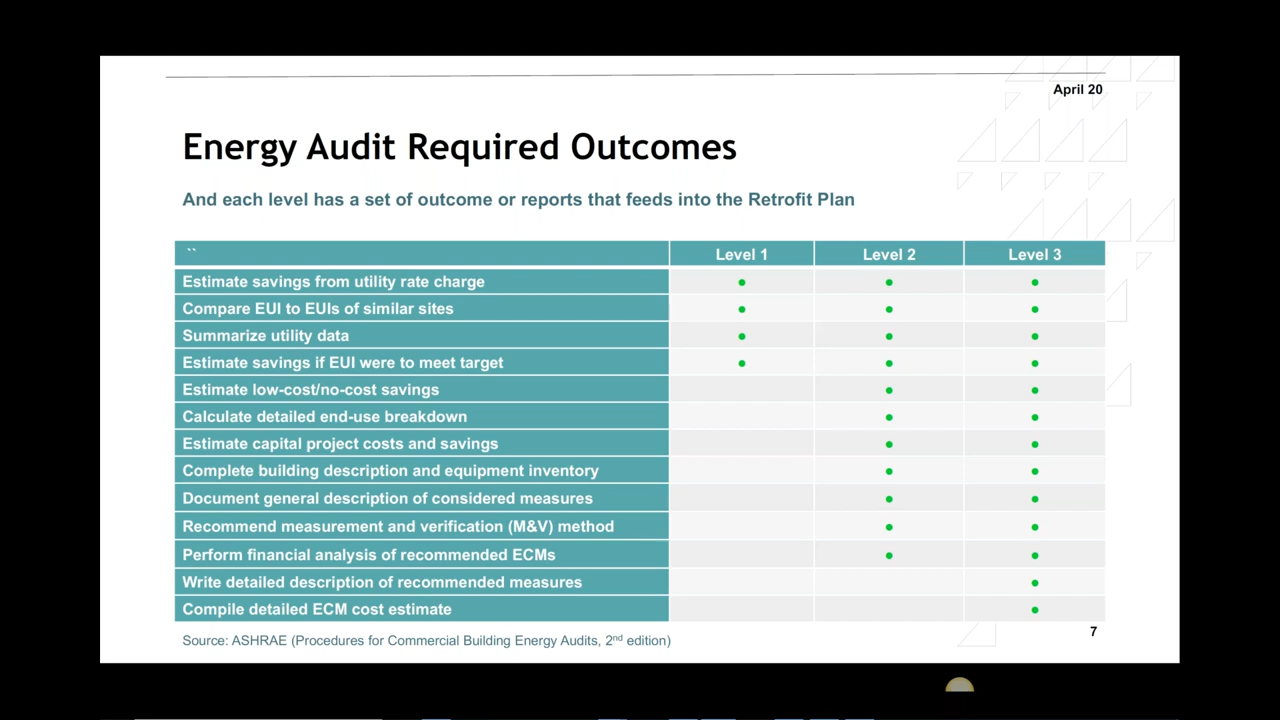 April 20
Energy Audit Required Outcomes
And each level has a set of outcome or reports that feeds into the Retrofit Plan
`` Level 1 Level 2 Level 3
Estimate savings from utility rate charge • • •
Compare EUI to EUIs of similar sites • • •
Summarize utility data • • •
Estimate savings if EUI were to meet target • • •
Estimate low-cost/no-cost savings • •
Calculate detailed end-use breakdown • •
Estimate capital project costs and savings • •
Complete building description and equipment inventory • •
Document general description of considered measures • •
Recommend measurement and verification (M&V) method • •
Perform financial analysis of recommended ECMs • •
Write detailed description of recommended measures •
Compile detailed ECM cost estimate •
Source: ASHRAE (Procedures for Commercial Building Energy Audits, 2nd edition)
7